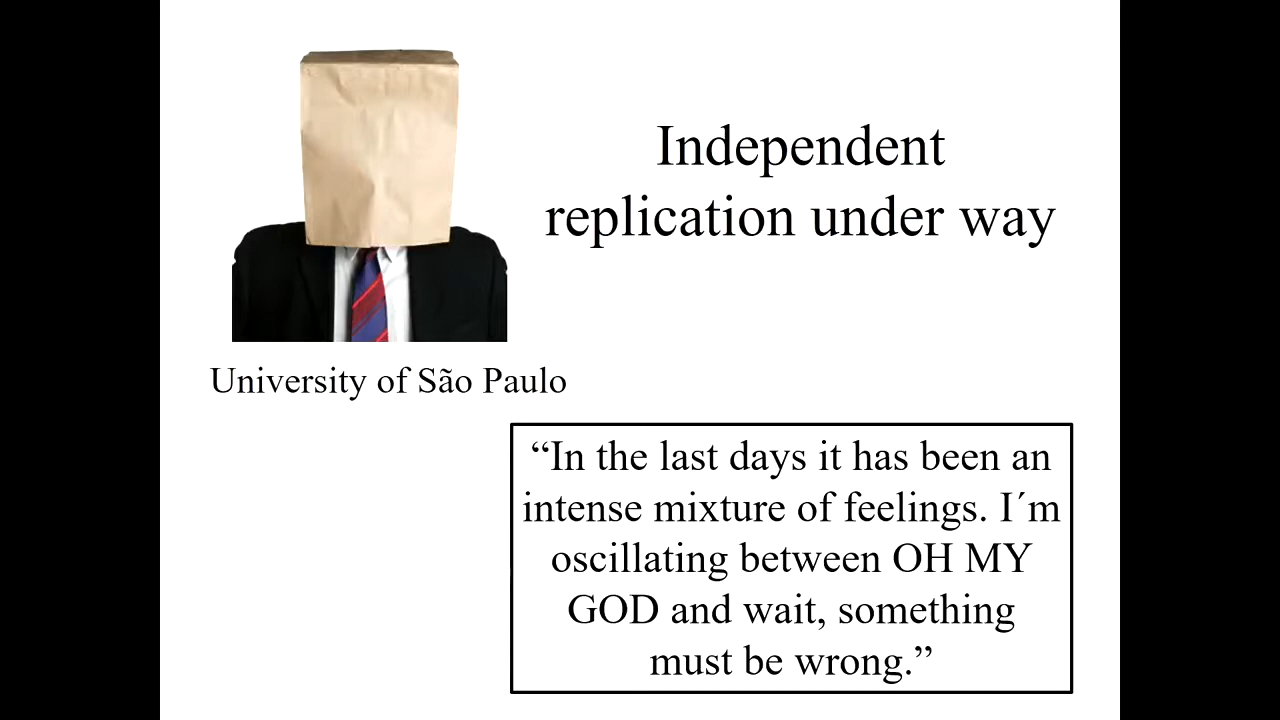 Independent
replication under way
University of São Paulo
“In the last days it has been an
intense mixture of feelings. I´m
oscillating between OH MY
GOD and wait, something
must be wrong.”